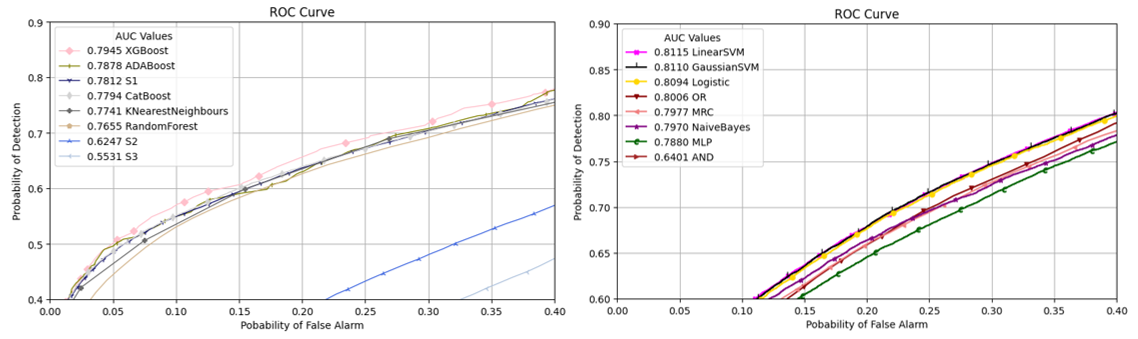 ROC Curve
0.9
0.8
0.7
0.6
0.5
0.4
Probability of Detection
AUC Values
0.7945 XGBoost
0.7878 ADABoost
0.7812 S1
0.7794 CatBoost
0.7741 KNearestNeighbours
0.7655 RandomForest
0.6247 S2
0.5531 S3
0.00 0.05 0.10 0.15 0.20 0.25 0.30 0.35 0.40
Pobability of False Alarm
ROC Curve
0.90
0.85
0.80
0.75
0.70
0.65
0.60
Probability of Detection
AUC Values
0.8115 LinearSVM
0.8110 GaussianSVM
0.8094 Logistic
0.8006 OR
0.7977 MRC
0.7970 NaiveBayes
0.7880 MLP
0.6401 AND
0.00 0.05 0.10 0.15 0.20 0.25 0.30 0.35 0.40
Pobability of False Alarm